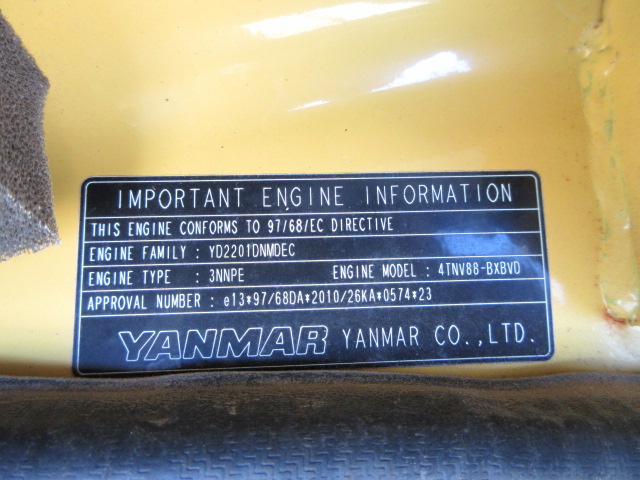 IMPORTANT ENGINE INFORMATION
THIS ENGINE CONFORMS TO 97/68/EC DIRECTIVE
ENGINE FAMILY : YD2201DNMDEC
ENGINE TYPE : 3NNPE ENGINE MODEL : 4TNV88-BXBVD
APPROVAL NUMBER : e13*97/68DA*2010/26KA*0574*23
YANMAR YANMAR CO.,LTD.